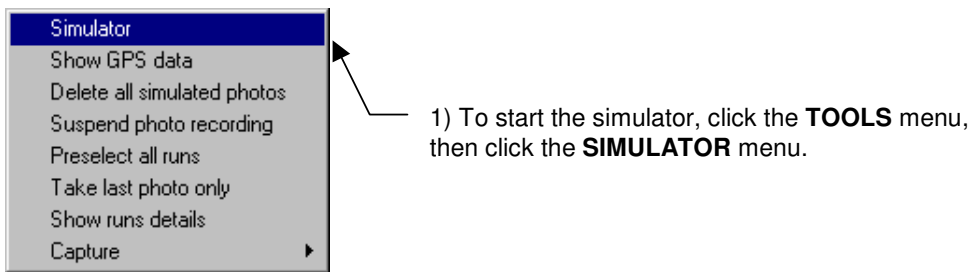 Simulator
Show GPS data
Delete all simulated photos
Suspend photo recording
Preselect all runs
Take last photo only
Show runs details
Capture
1) To start the simulator, click the TOOLS menu,
then click the SIMULATOR menu.